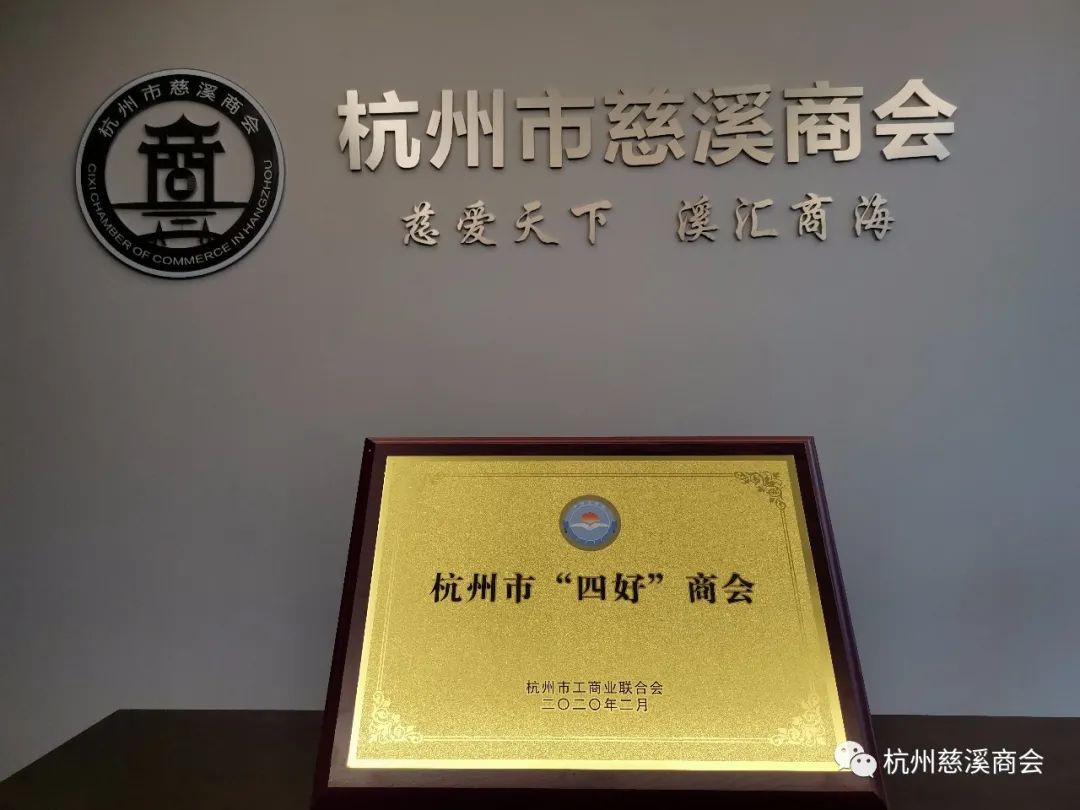 杭州市慈溪商会
CIXI CHAMBER OF COMMERCE IN HANGZHOU
商
杭州市慈溪商会
慈爱天下 溪汇商海
杭州市“四好”商会
杭州市工商业联合会
二〇二〇年二月
杭州慈溪商会